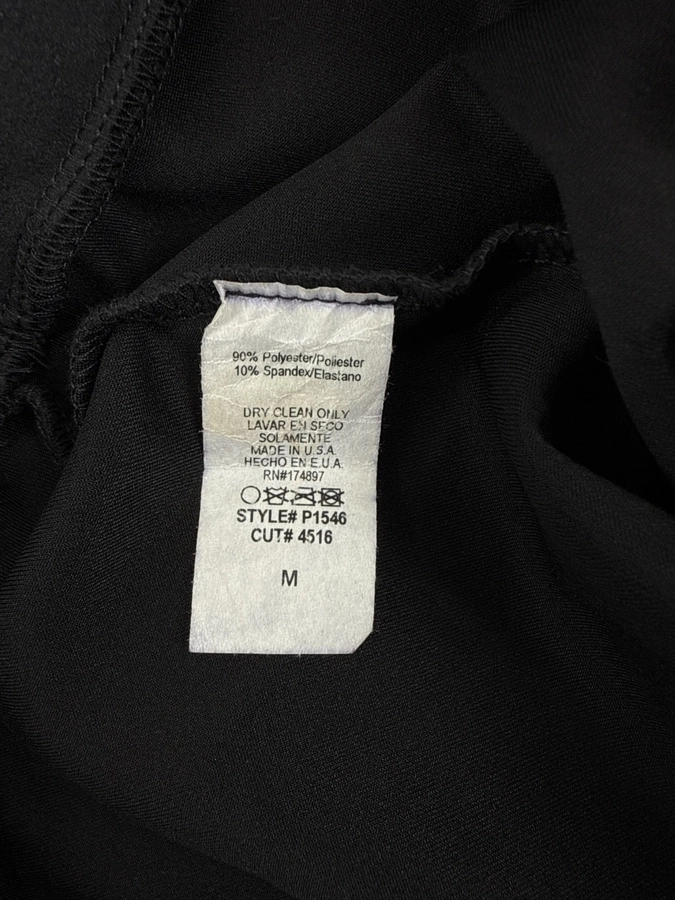 90% Polyester/Poliester
10% Spandex/Elastano
DRY CLEAN ONLY
LAVAR EN SECO
SOLAMENTE
MADE IN U.S.A.
HECHO EN E.U.A.
RN#174897
STYLE# P1546
CUT# 4516
M